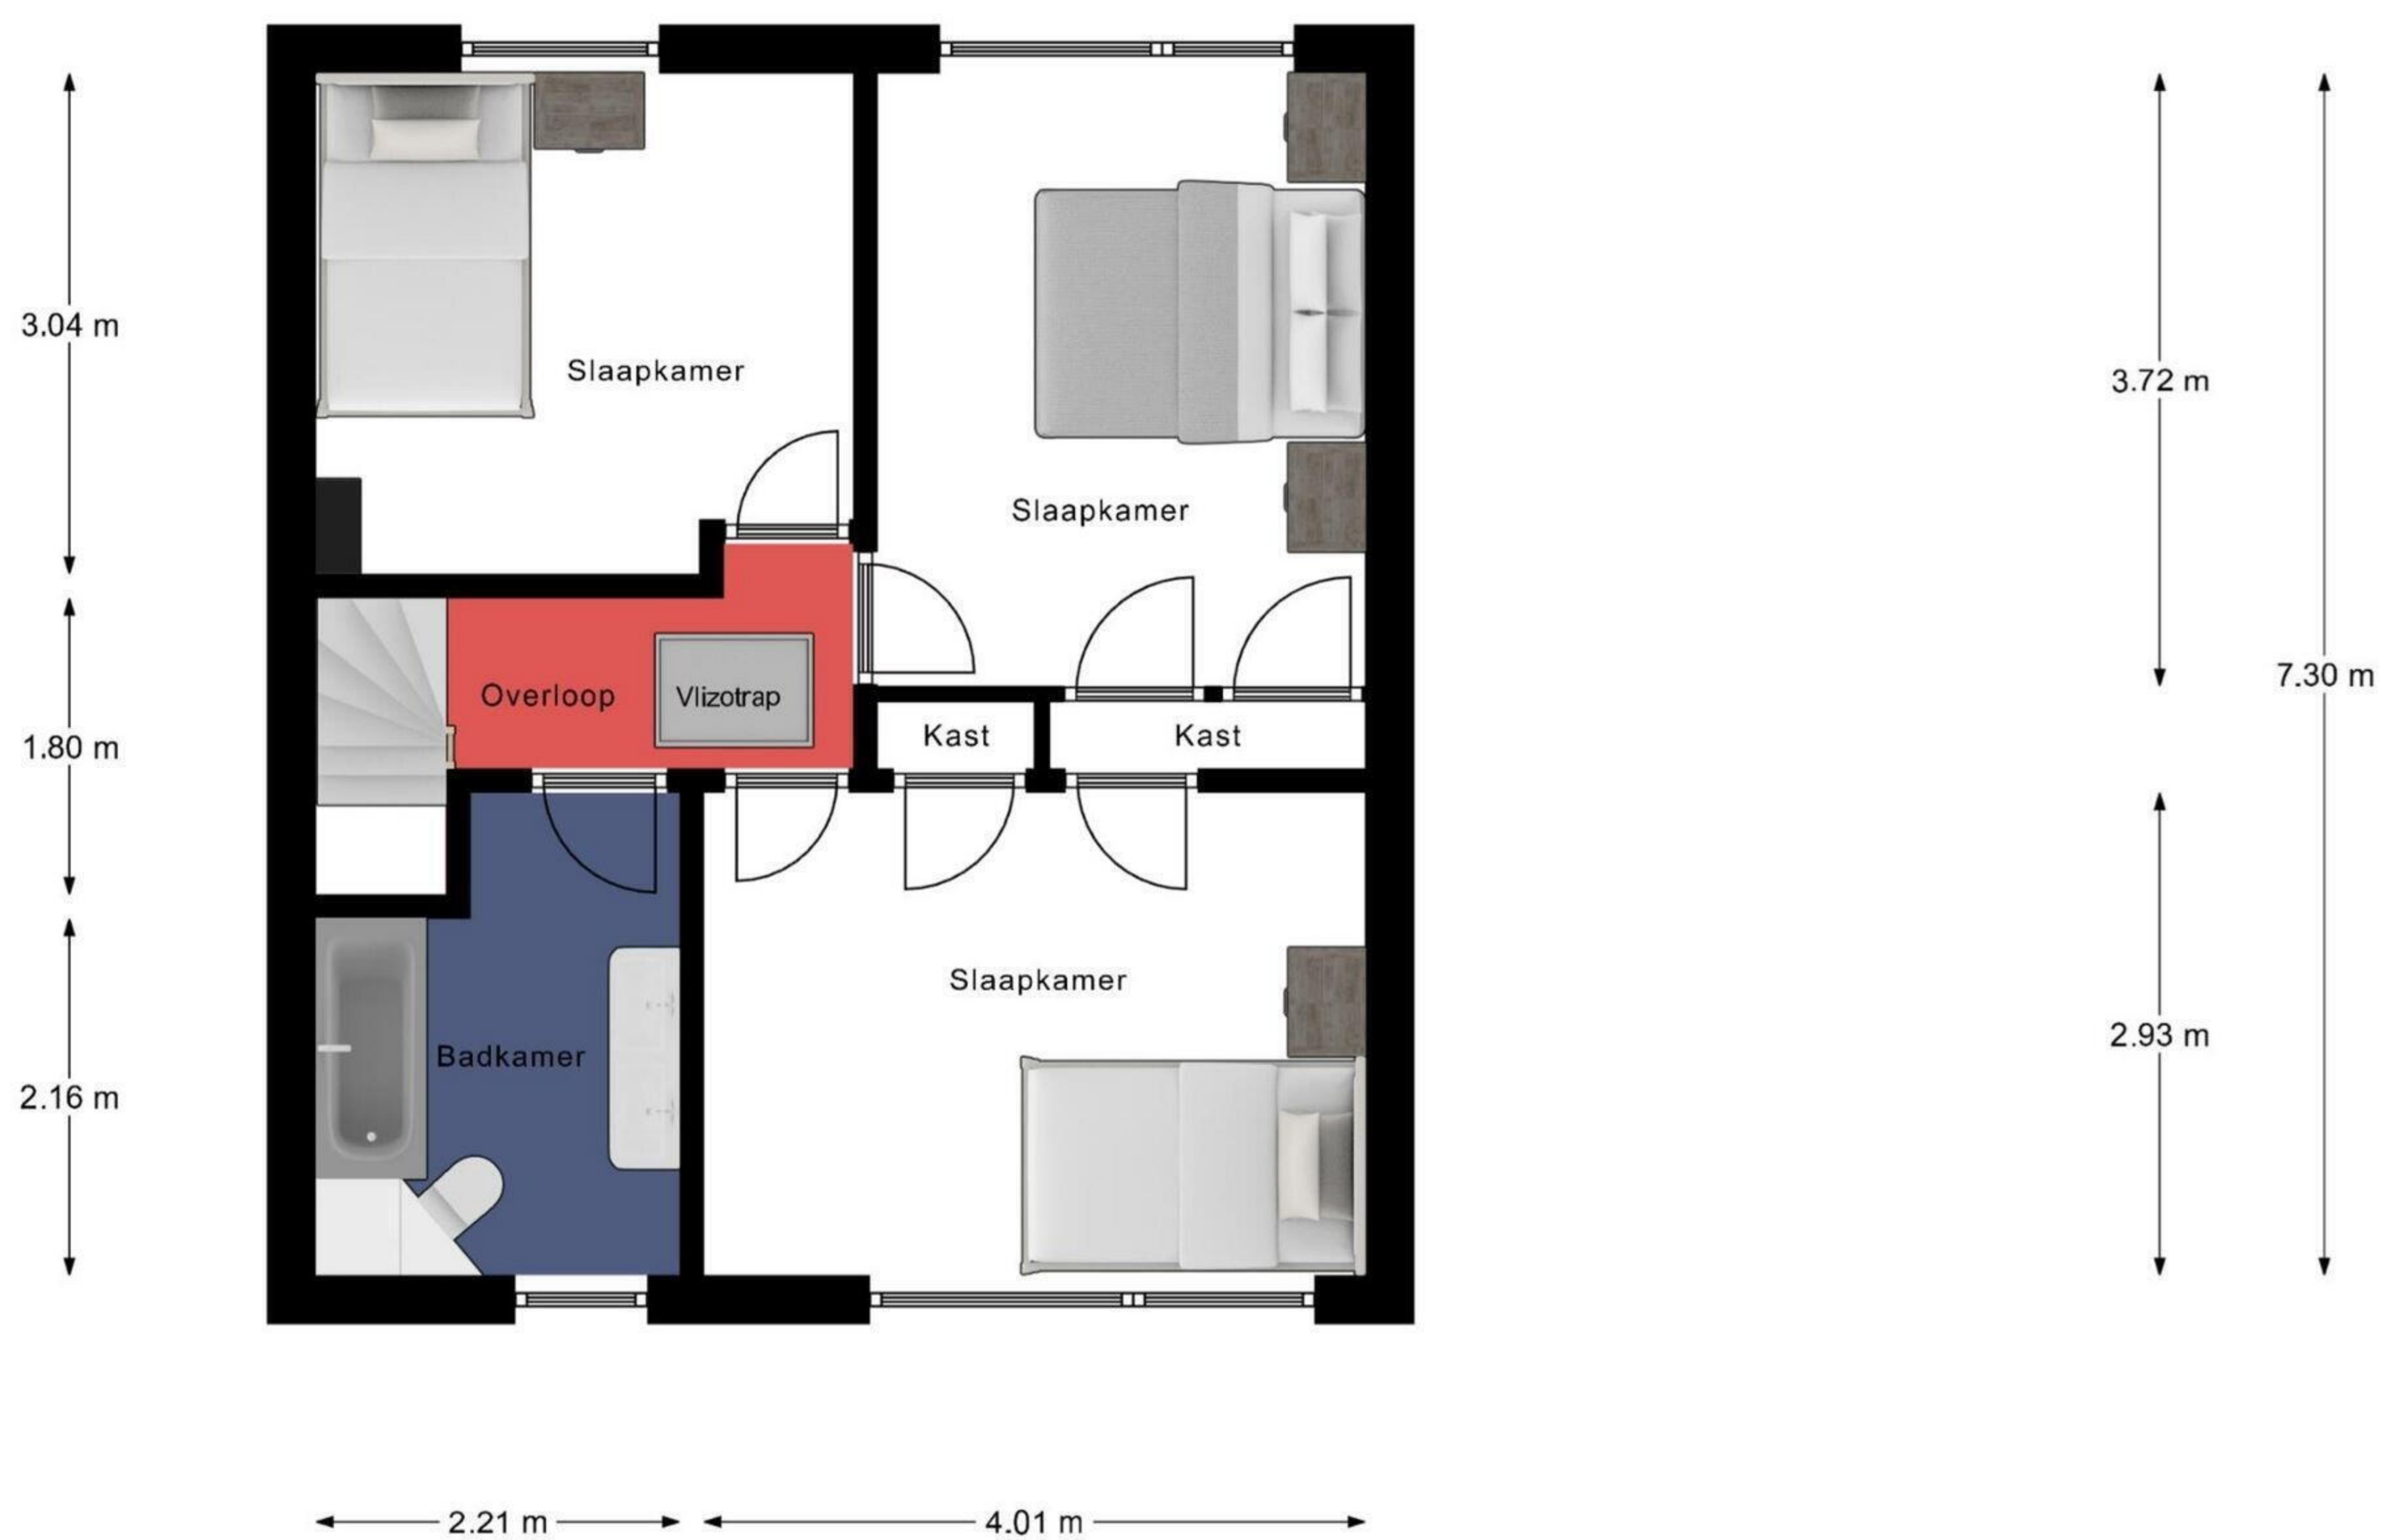 3.04 m
Slaapkamer
3.72 m
Slaapkamer
7.30 m
Overloop
Vlizotrap
1.80 m
Kast
Kast
Slaapkamer
2.93 m
Badkamer
2.16 m
2.21 m
4.01 m